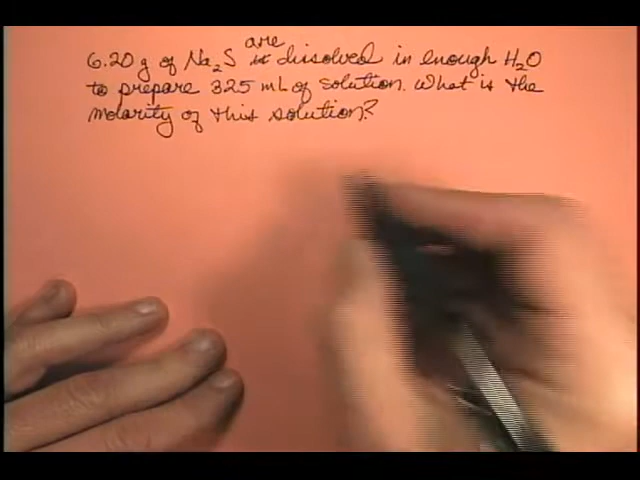 6.20 g of Na₂S are is dissolved in enough H₂O
to prepare 325 mL of solution. What is the
molarity of this solution?